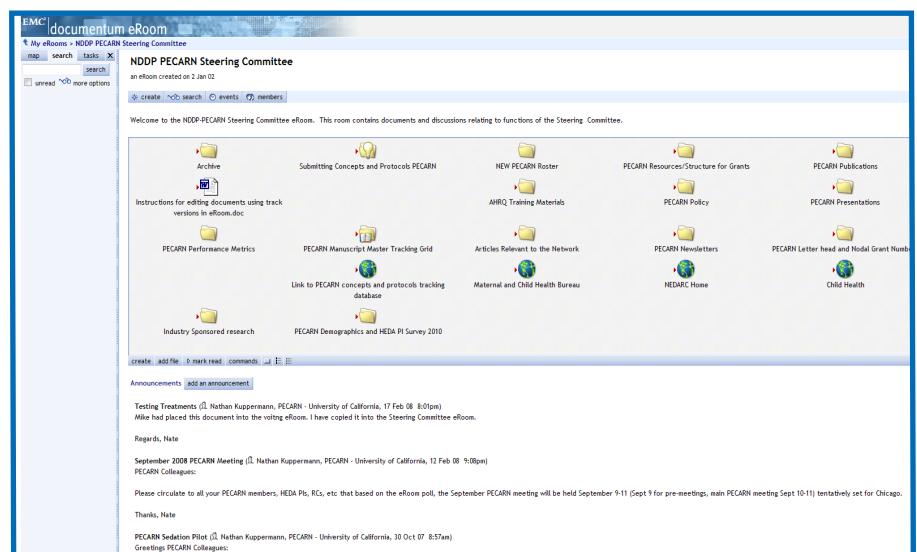 EMC²
documentum eRoom
My eRooms > NDDP PECARN Steering Committee
map search tasks X
search
unread more options
NDDP PECARN Steering Committee
an eRoom created on 2 Jan 02
create search events members
Welcome to the NDDP-PECARN Steering Committee eRoom. This room contains documents and discussions relating to functions of the Steering Committee.
Archive
Submitting Concepts and Protocols PECARN
NEW PECARN Roster
PECARN Resources/Structure for Grants
PECARN Publications
Instructions for editing documents using track
versions in eRoom.doc
AHRQ Training Materials
PECARN Policy
PECARN Presentations
PECARN Performance Metrics
PECARN Manuscript Master Tracking Grid
Articles Relevant to the Network
PECARN Newsletters
PECARN Letter head and Nodal Grant Numbe
Link to PECARN concepts and protocols tracking
database
Maternal and Child Health Bureau
NEDARC Home
Child Health
Industry Sponsored research
PECARN Demographics and HEDA PI Survey 2010
create add file mark read commands
Announcements add an announcement
Testing Treatments (Nathan Kuppermann, PECARN - University of California, 17 Feb 08 8:01pm)
Mike had placed this document into the voitng eRoom. I have copied it into the Steering Committee eRoom.
Regards, Nate
September 2008 PECARN Meeting (Nathan Kuppermann, PECARN - University of California, 12 Feb 08 9:08pm)
PECARN Colleagues:
Please circulate to all your PECARN members, HEDA PIs, RCs, etc that based on the eRoom poll, the September PECARN meeting will be held September 9-11 (Sept 9 for pre-meetings, main PECARN meeting Sept 10-11) tentatively set for Chicago.
Thanks, Nate
PECARN Sedation Pilot (Nathan Kuppermann, PECARN - University of California, 30 Oct 07 8:57am)
Greetings PECARN Colleagues: